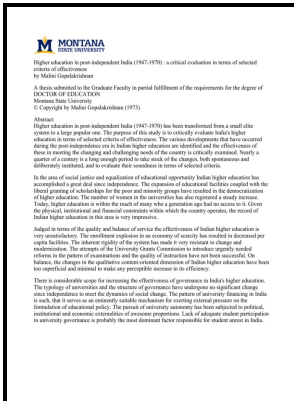 MONTANA
STATE UNIVERSITY
Higher education in post-independent India (1947-1970) : a critical evaluation in terms of selected
criteria of effectiveness
by Malini Gopalakrishnan
A thesis submitted to the Graduate Faculty in partial fulfillment of the requirements for the degree of
DOCTOR OF EDUCATION
Montana State University
© Copyright by Malini Gopalakrishnan (1973)
Abstract:
Higher education in post-independent India (1947-1970) has been transformed from a small elite
system to a large popular one. The purpose of this study is to critically evaluate India's higher
education in terms of selected criteria of effectiveness. The various developments that have occurred
during the post-independence era in Indian higher education are identified and the effectiveness of
these in meeting the changing and challenging needs of the country is critically examined. Nearly a
quarter of a century is a long enough period to take stock of the changes, both spontaneous and
deliberately instituted, and to evaluate their soundness in terms of selected criteria.
In the area of social justice and equalization of educational opportunity Indian higher education has
accomplished a great deal since independence. The expansion of educational facilities coupled with the
liberal granting of scholarships for the poor and minority groups have resulted in the democratization
of higher education. The number of women in the universities has also registered a steady increase.
Today, higher education is within the reach of many who a generation ago had no access to it. Given
the physical, institutional and financial constraints within which the country operates, the record of
Indian higher education in this area is very impressive.
Judged in terms of the quality and balance of service the effectiveness of Indian higher education is
very unsatisfactory. The enrollment explosion in an economy of scarcity has resulted in decreased per
capita facilities. The inherent rigidity of the system has made it very resistant to change and
modernization. The attempts of the University Grants Commission to introduce urgently needed
reforms in the pattern of examinations and the quality of instruction have not been successful. On
balance, the changes in the qualitative content-oriented dimension of Indian higher education have been
too superficial and minimal to make any perceptible increase in its efficiency.
There is considerable scope for increasing the effectiveness of governance in India's higher education.
The typology of universities and the structure of governance have undergone no significant change
since independence to meet the dynamics of social change. The pattern of university financing in India
is such, that it serves as an eminently suitable mechanism for exerting external pressure on the
formulation of educational policy. The pursuit of university autonomy has been subjected to political,
institutional and economic externalities of awesome proportions. Lack of adequate student participation
in university governance is probably the most dominant factor responsible for student unrest in India.